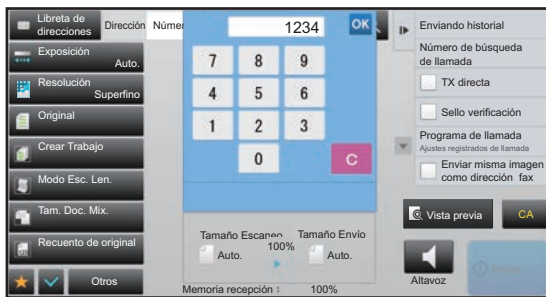 Libreta de
direcciones
Dirección
Númer
1234
OK
Enviando historial
Exposición
Auto.
Número de búsqueda
de llamada
7 8 9
Resolución
Superfino
TX directa
4 5 6
Original
Sello verificación
1 2 3
Crear Trabajo
Programa de llamada
Ajustes registrados de llamada
0 C
Enviar misma imagen
como dirección fax
Modo Esc. Len.
Tam. Doc. Mix.
Vista previa
CA
Tamaño Escaneo
Tamaño Envio
Recuento de original
100%
Auto.
Auto.
Otros
Altavoz
Memoria recepción : 100%